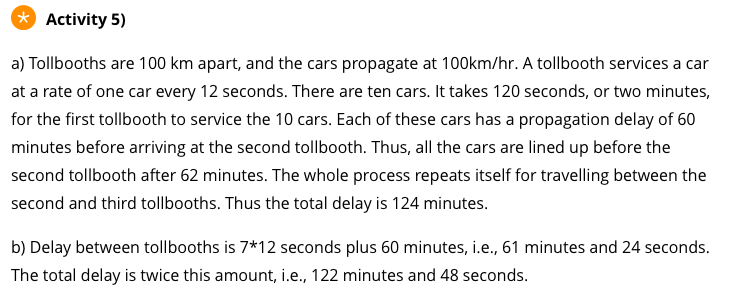 Activity 5)
a) Tollbooths are 100 km apart, and the cars propagate at 100km/hr. A tollbooth services a car
at a rate of one car every 12 seconds. There are ten cars. It takes 120 seconds, or two minutes,
for the first tollbooth to service the 10 cars. Each of these cars has a propagation delay of 60
minutes before arriving at the second tollbooth. Thus, all the cars are lined up before the
second tollbooth after 62 minutes. The whole process repeats itself for travelling between the
second and third tollbooths. Thus the total delay is 124 minutes.
b) Delay between tollbooths is 7*12 seconds plus 60 minutes, i.e., 61 minutes and 24 seconds.
The total delay is twice this amount, i.e., 122 minutes and 48 seconds.